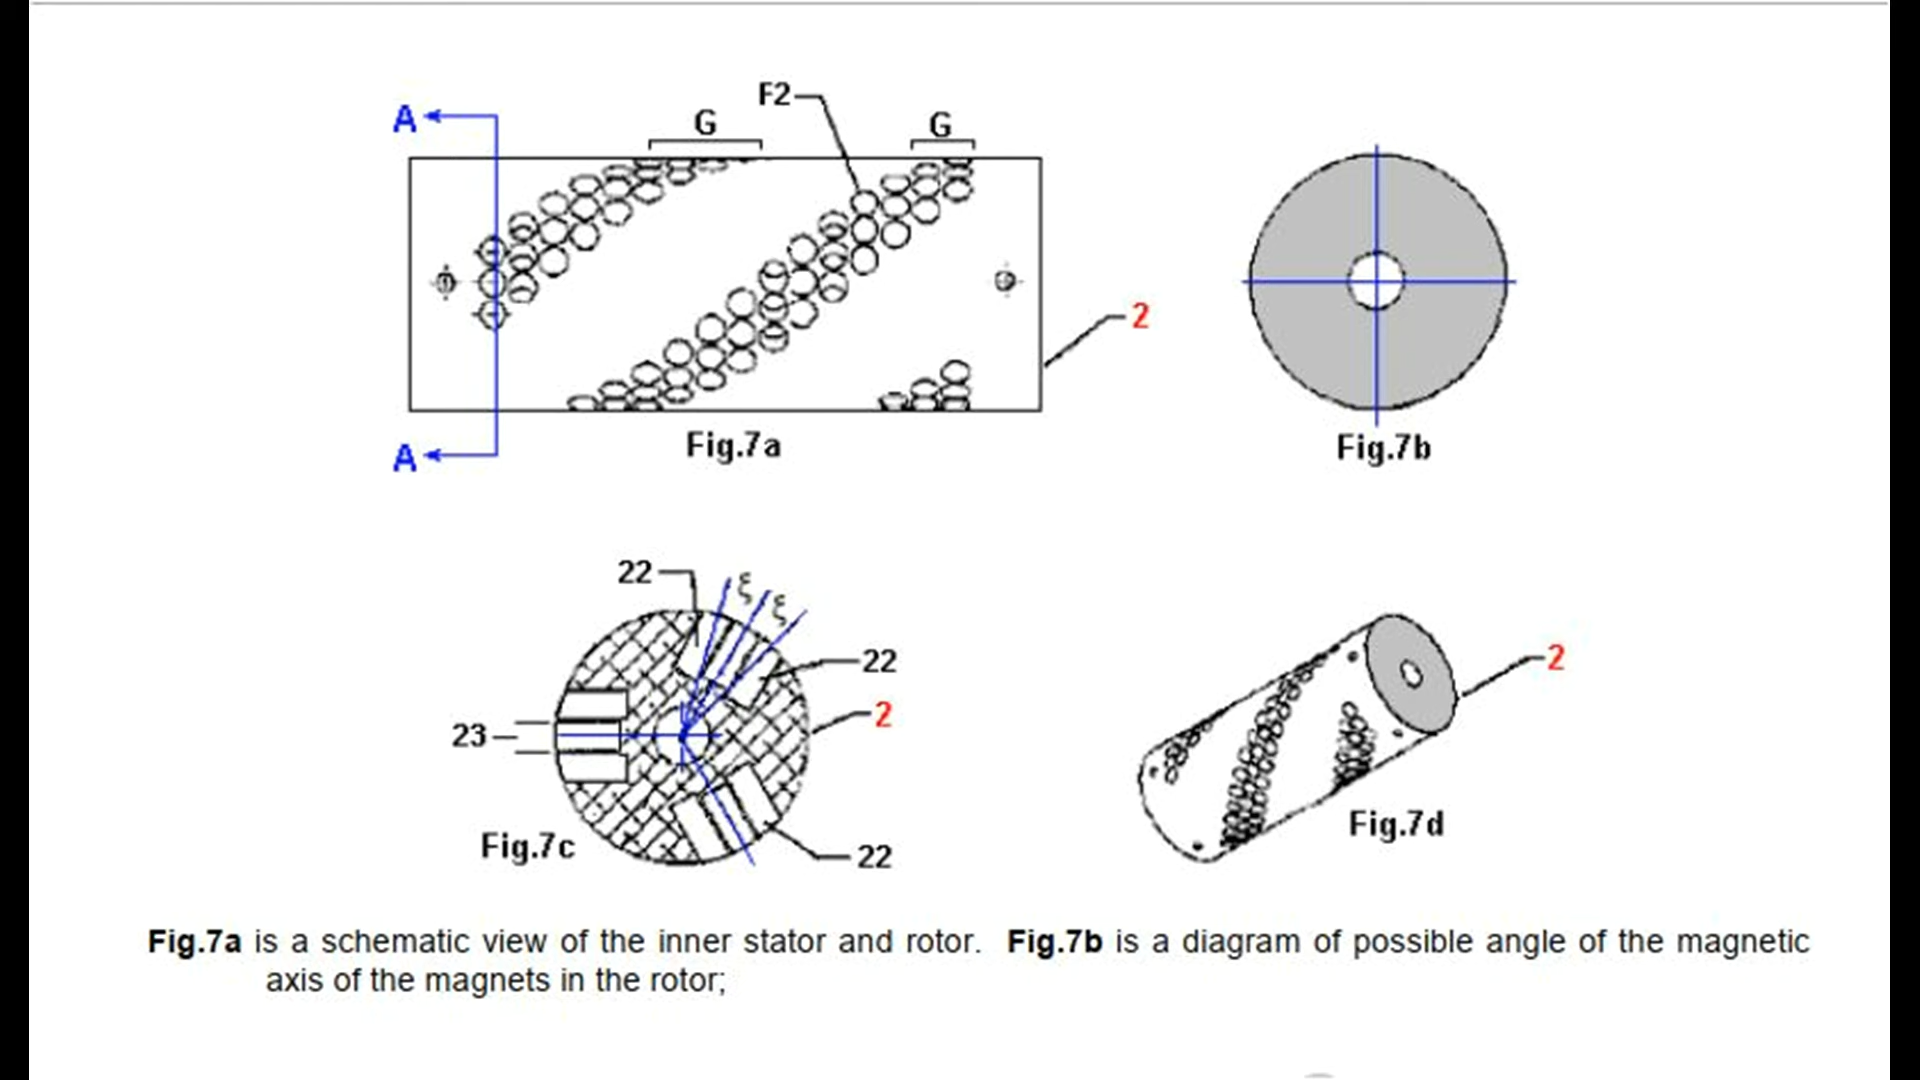 F2
A
G
G
2
Fig.7a
A
Fig.7b
22
ξ
ξ
22
2
2
23
Fig.7c
Fig.7d
22
Fig.7a is a schematic view of the inner stator and rotor. Fig.7b is a diagram of possible angle of the magnetic
axis of the magnets in the rotor;